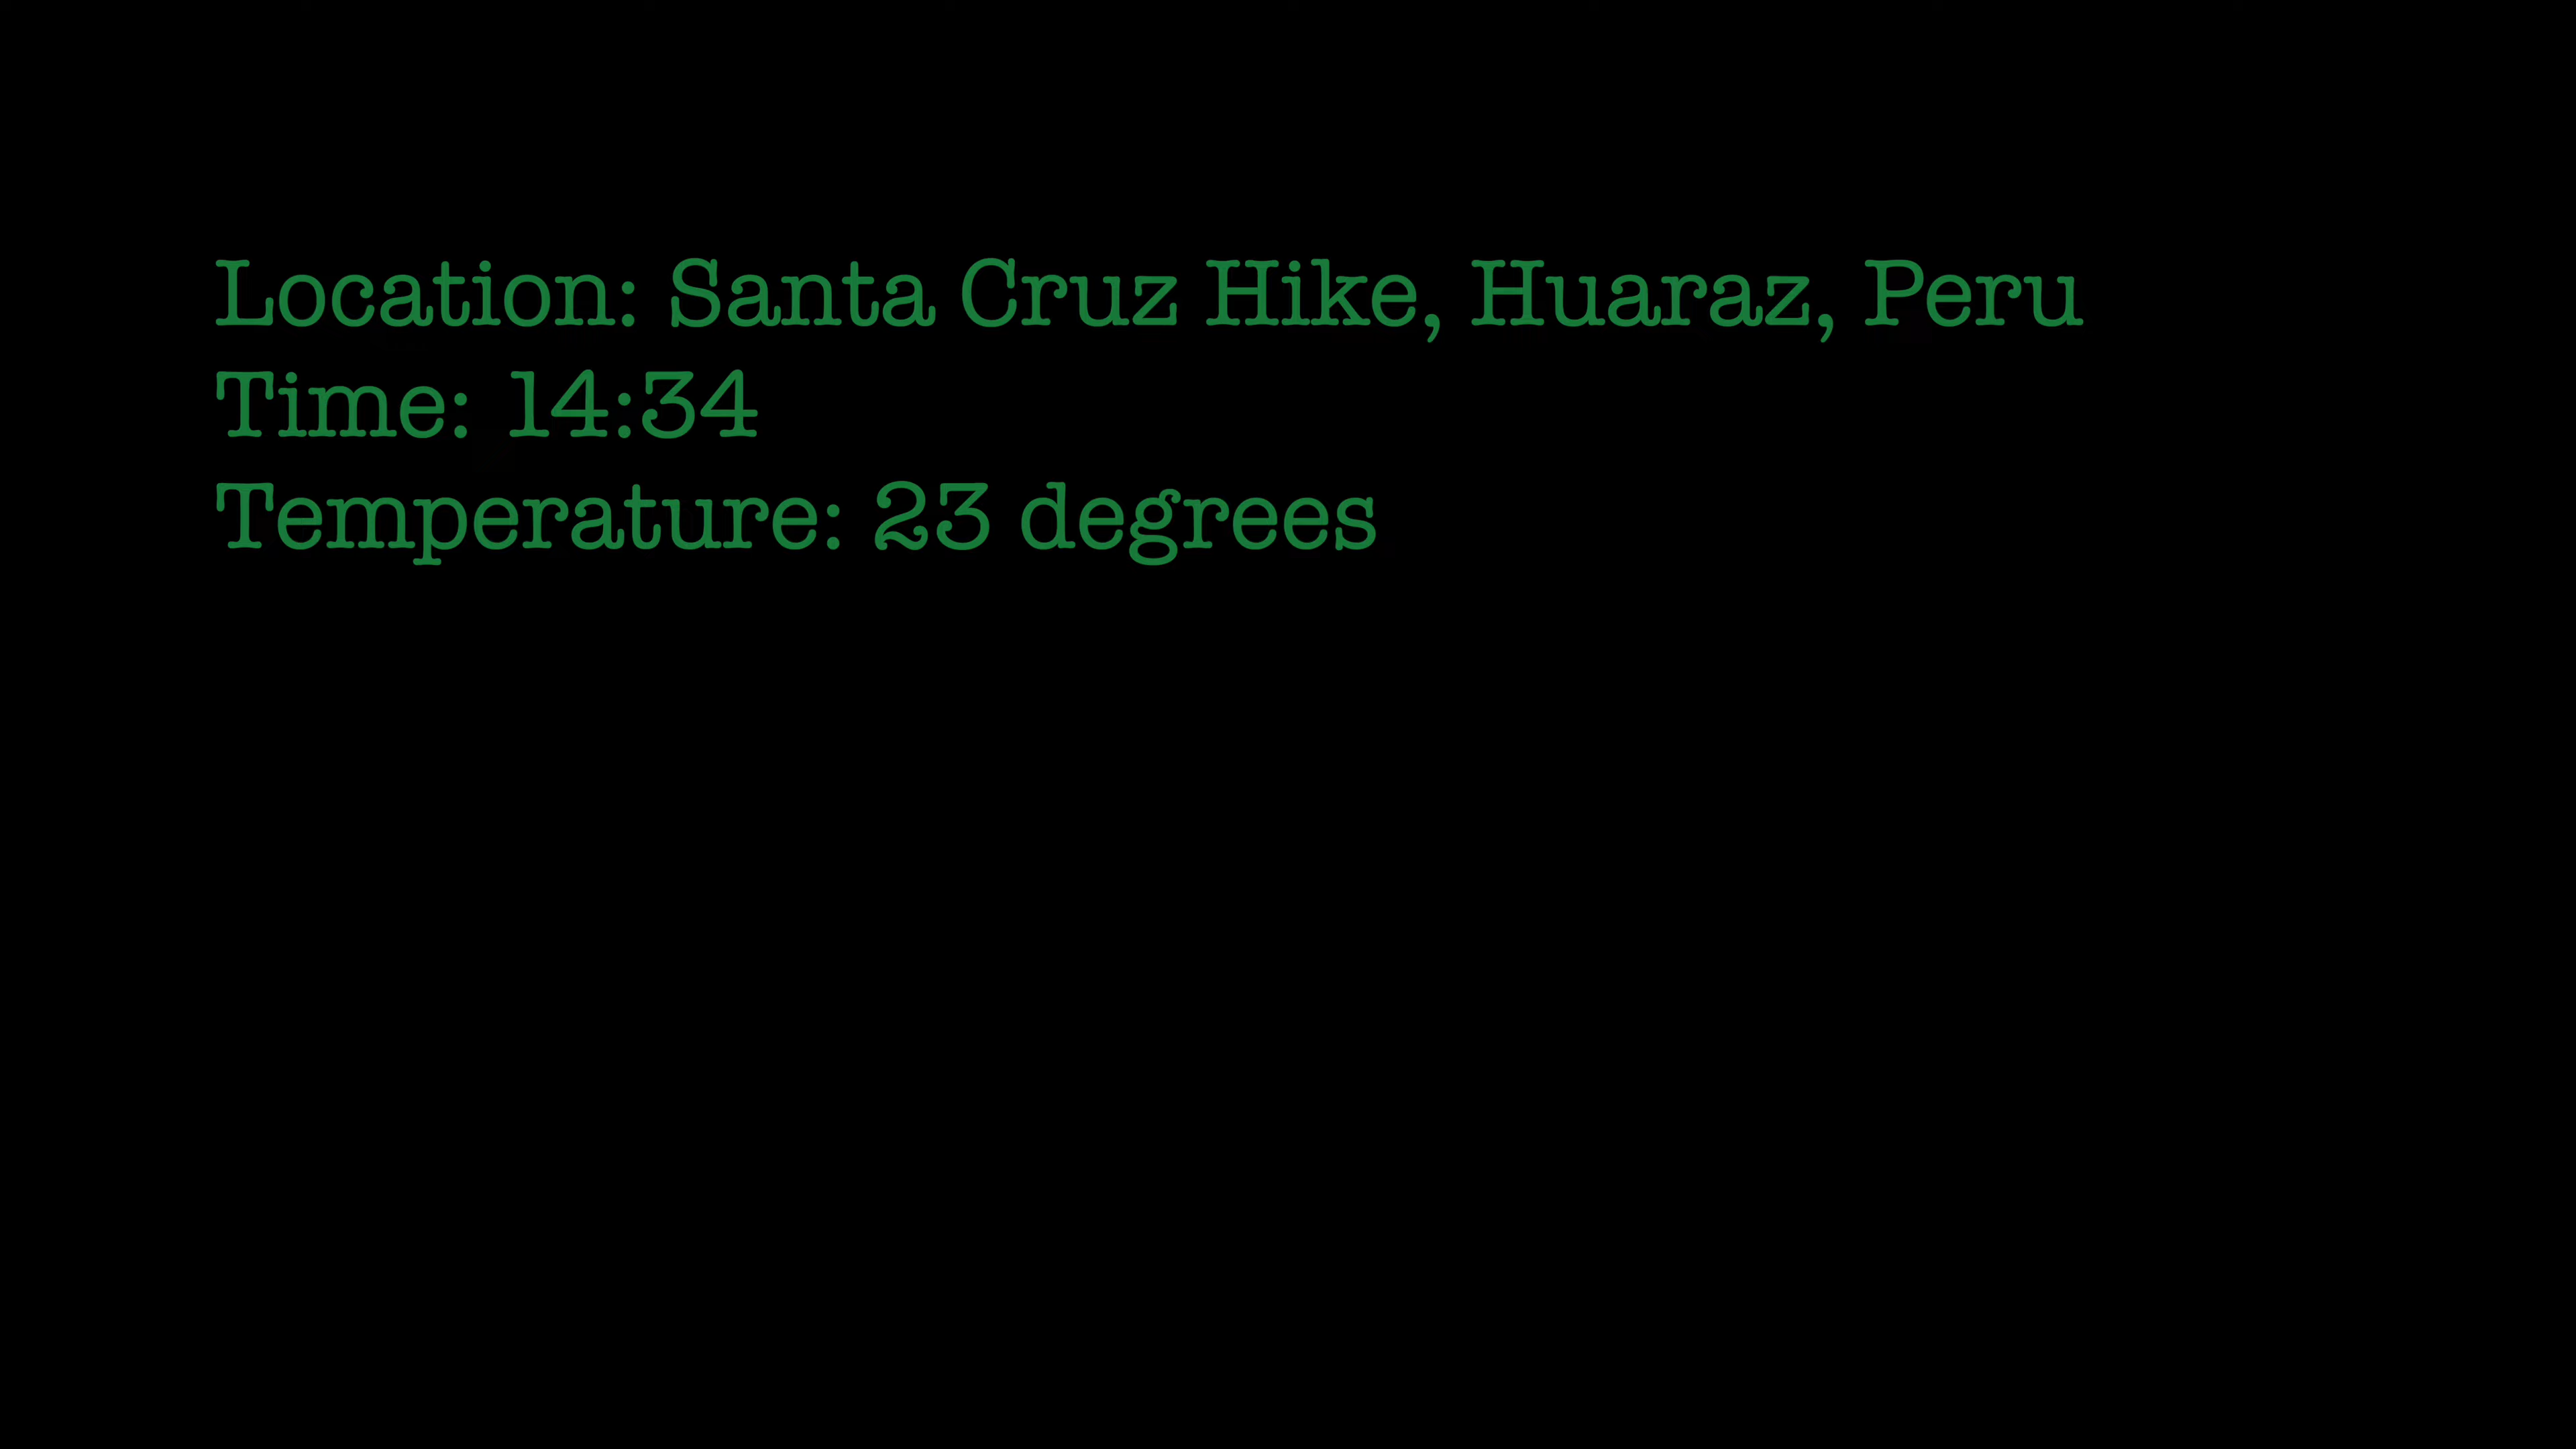 Location: Santa Cruz Hike, Huaraz, Peru
Time: 14:34
Temperature: 23 degrees